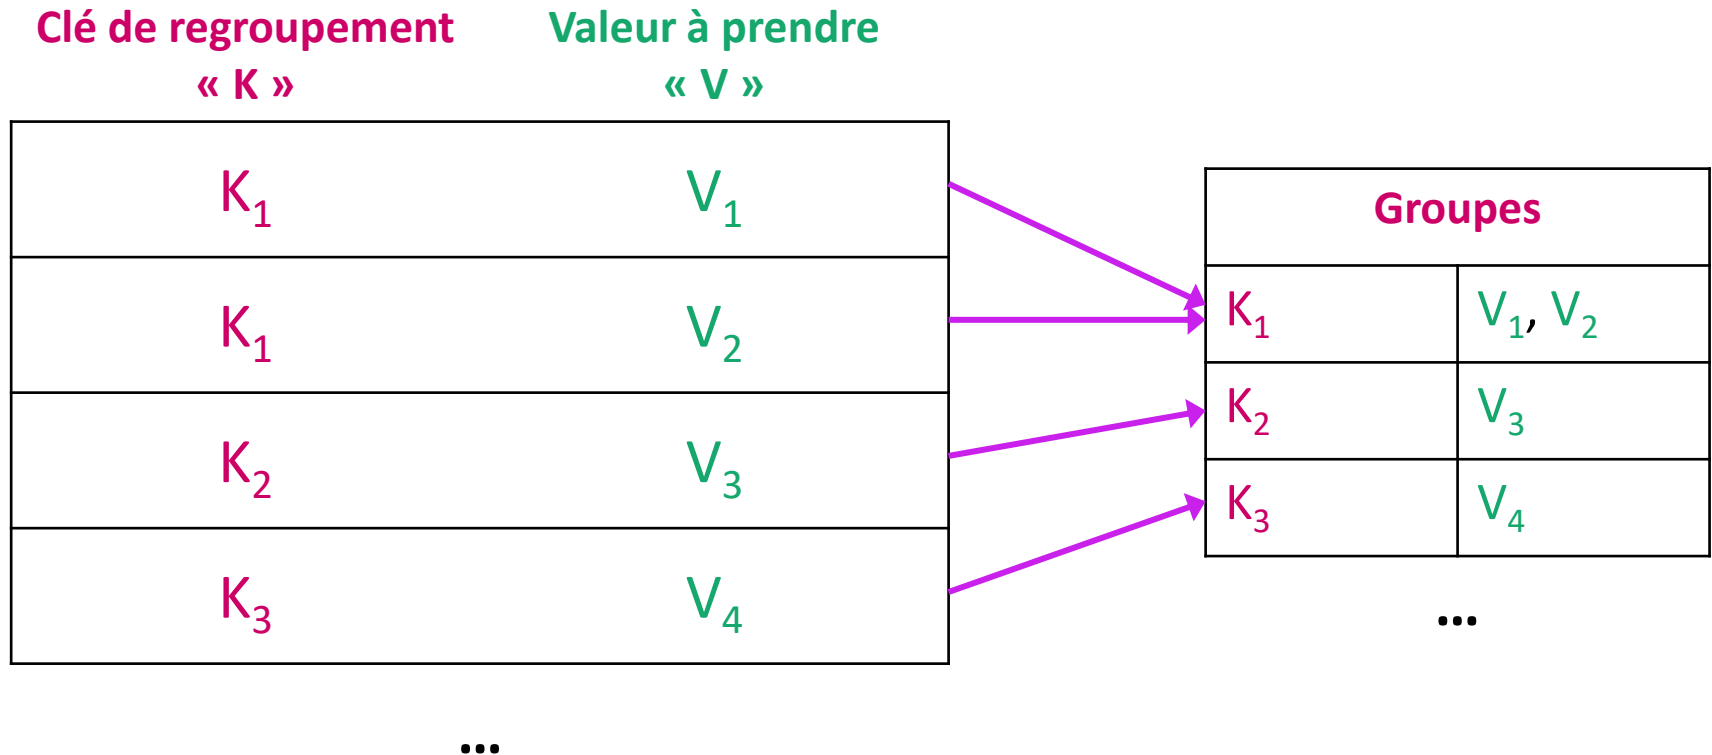 Clé de regroupement Valeur à prendre
« K » « V »
K₁ V₁
K₁ V₂
K₂ V₃
K₃ V₄
...
Groupes
K₁ V₁, V₂
K₂ V₃
K₃ V₄
...